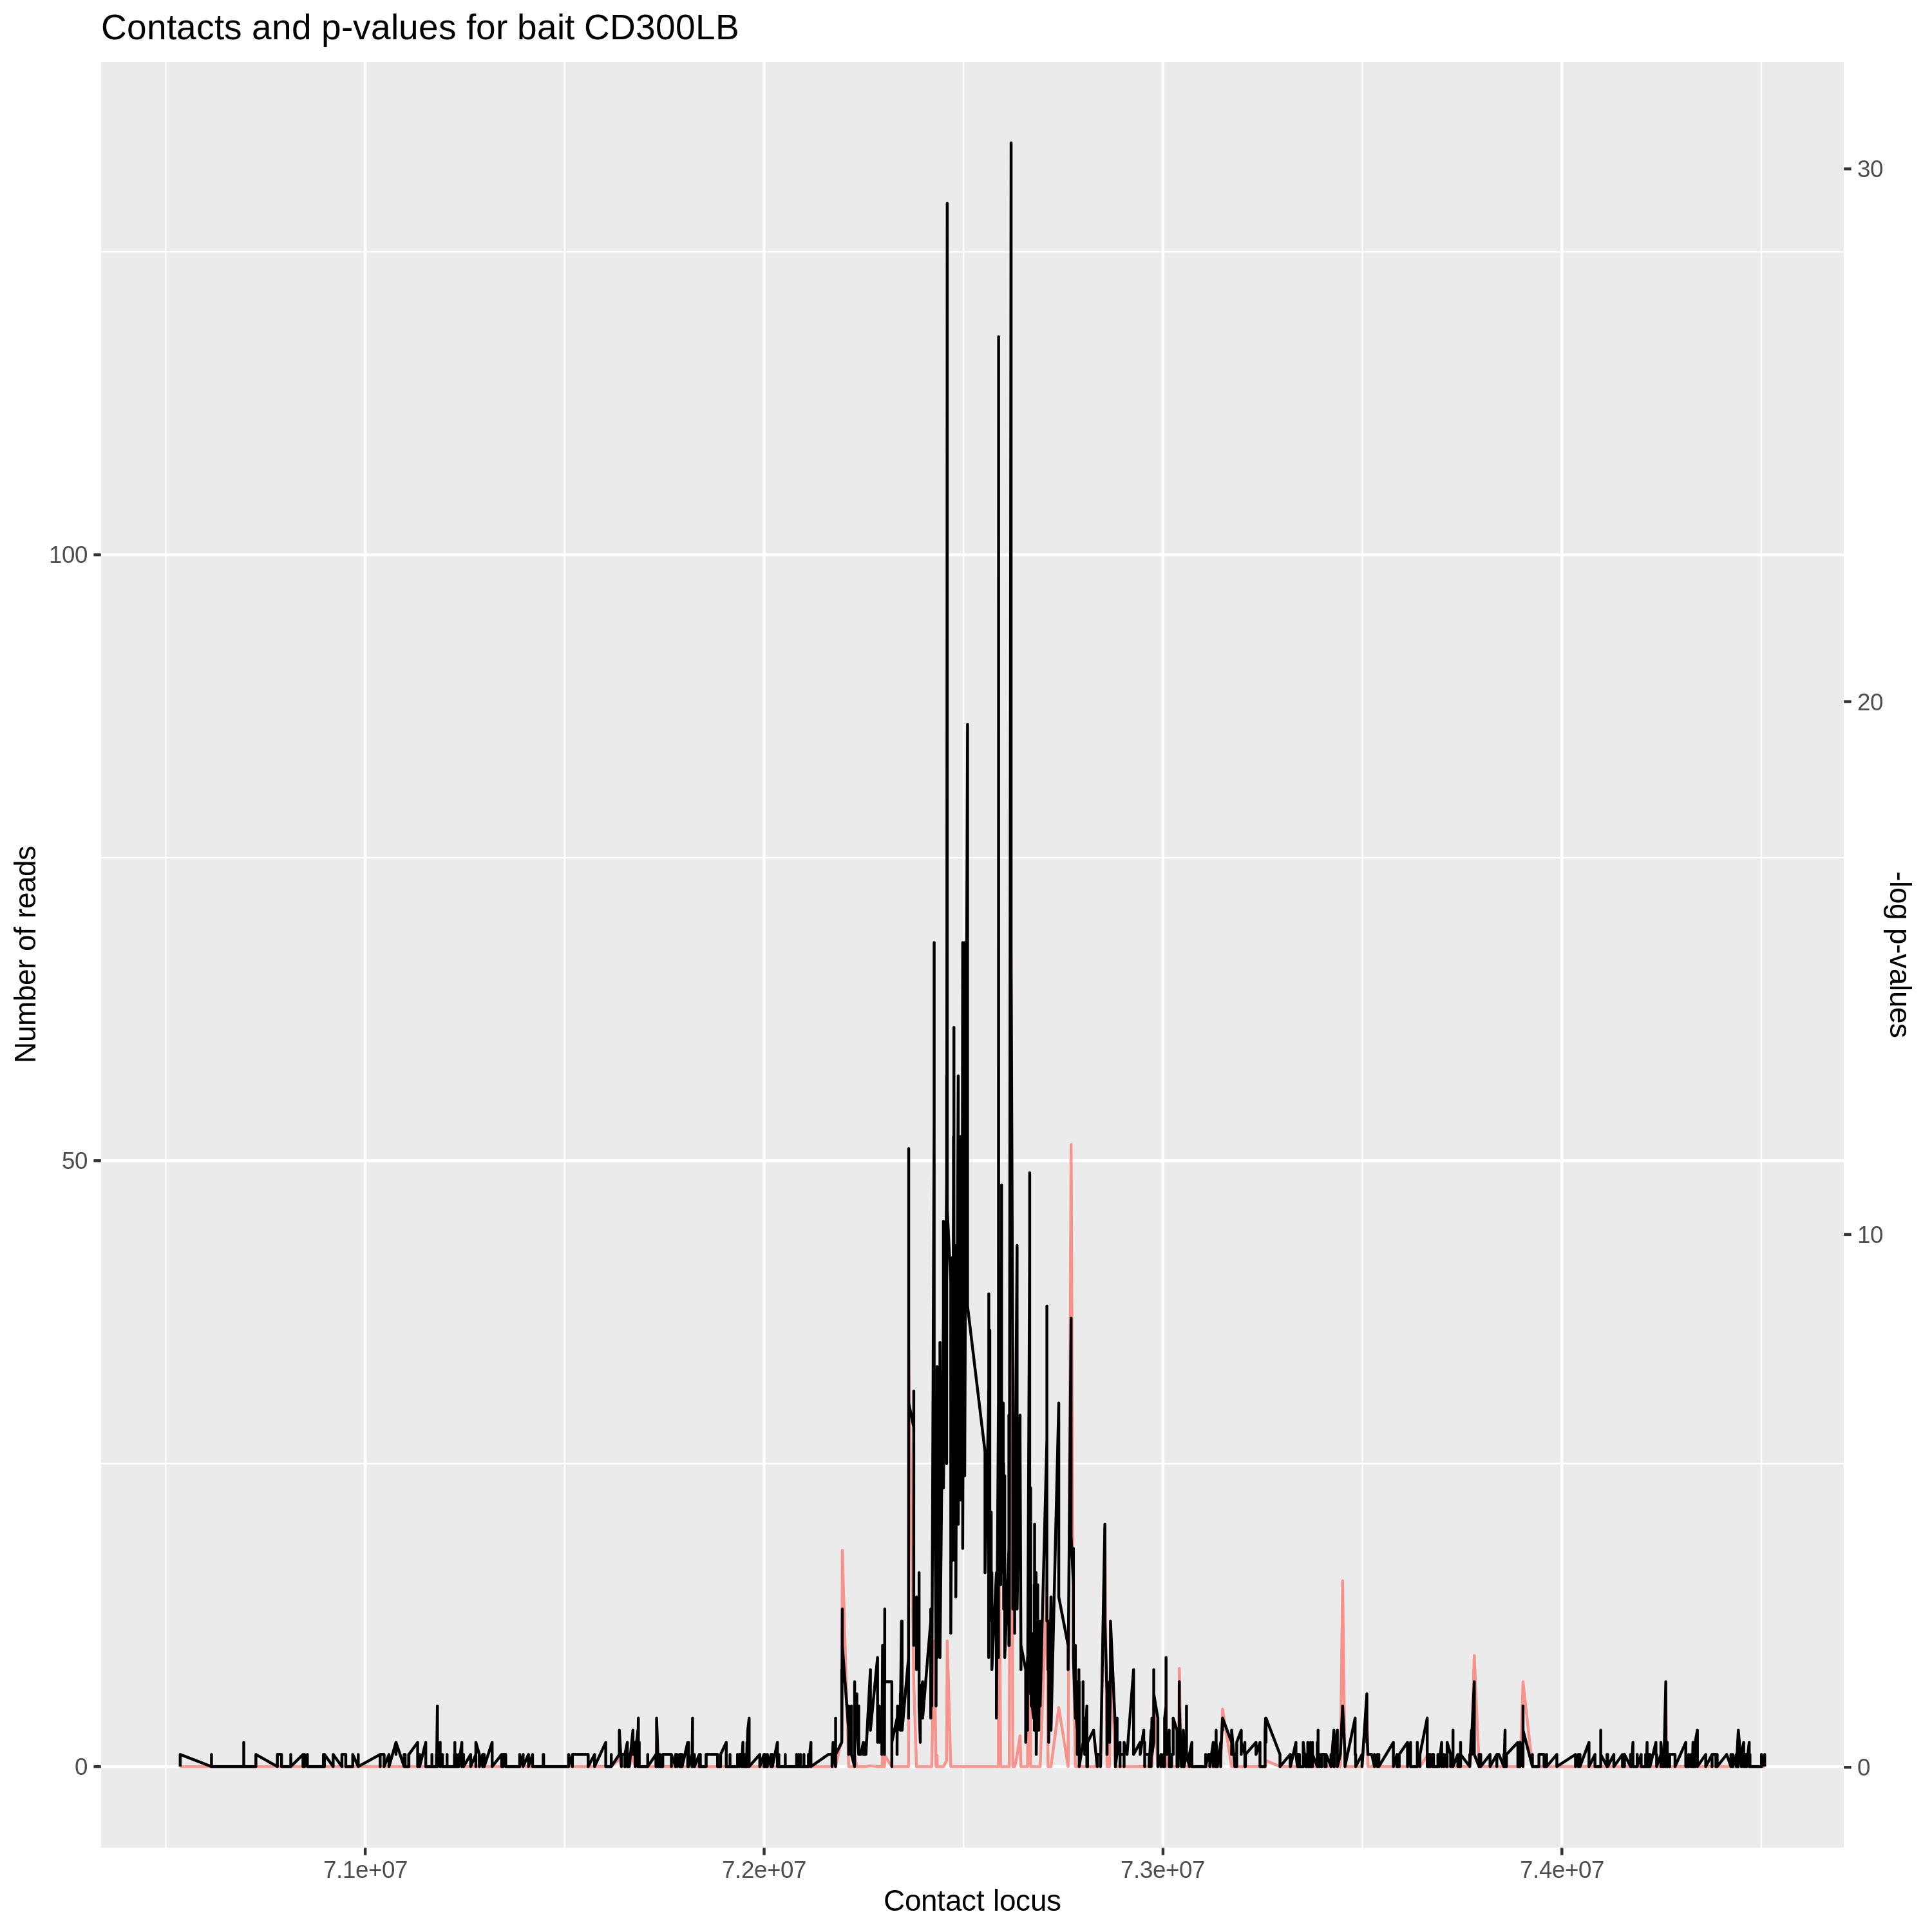 Contacts and p-values for bait CD300LB
Number of reads
100
50
0
30
20
10
0
-log p-values
7.1e+07
7.2e+07
7.3e+07
7.4e+07
Contact locus